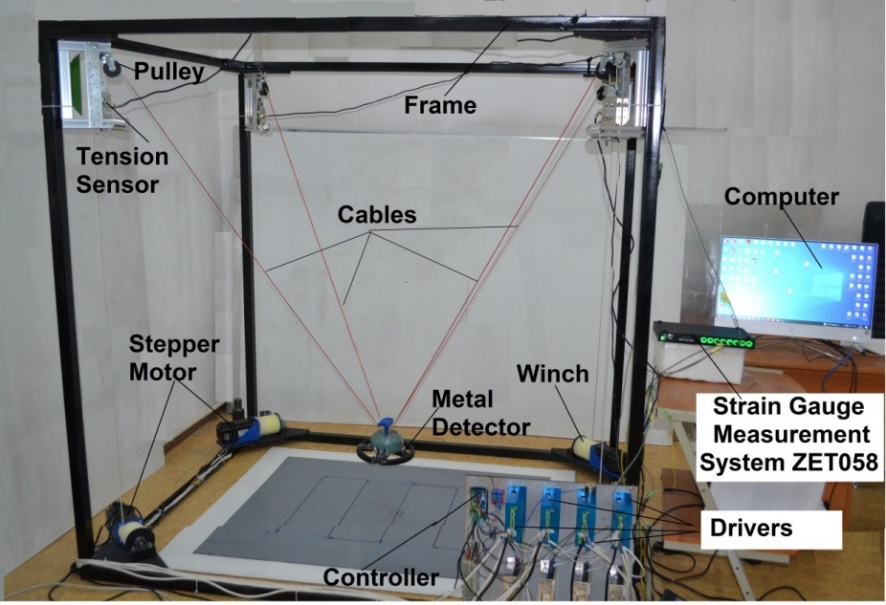 Pulley
Frame
Tension
Sensor
Computer
Cables
Stepper
Motor
Winch
Metal
Detector
Strain Gauge
Measurement
System ZET058
Drivers
Controller